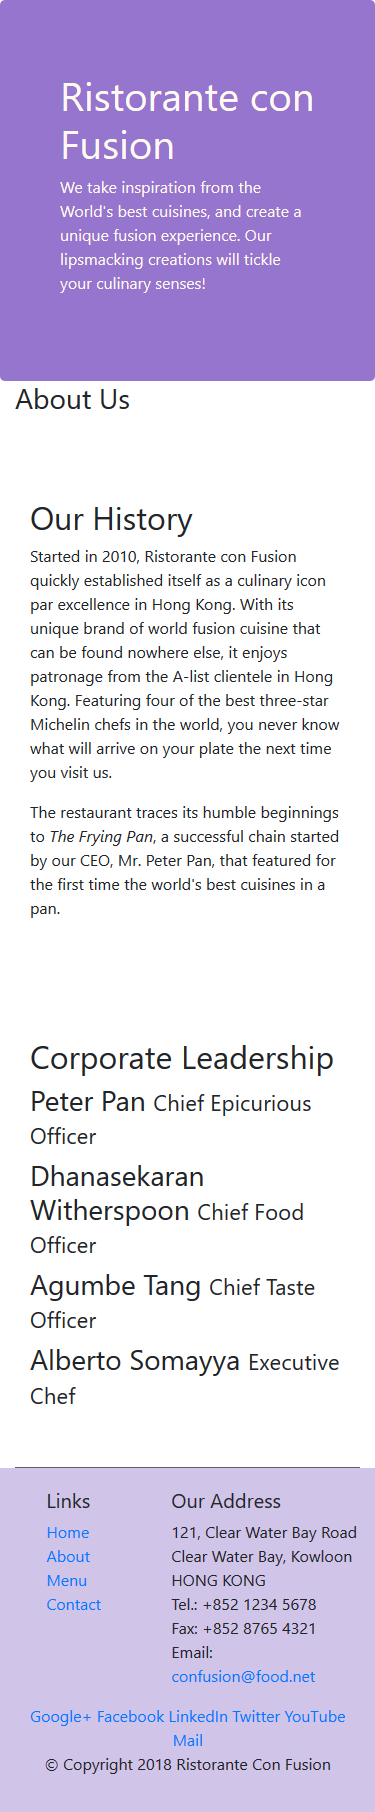 Ristorante con
Fusion
We take inspiration from the
World's best cuisines, and create a
unique fusion experience. Our
lipsmacking creations will tickle
your culinary senses!
About Us
Our History
Started in 2010, Ristorante con Fusion
quickly established itself as a culinary icon
par excellence in Hong Kong. With its
unique brand of world fusion cuisine that
can be found nowhere else, it enjoys
patronage from the A-list clientele in Hong
Kong. Featuring four of the best three-star
Michelin chefs in the world, you never know
what will arrive on your plate the next time
you visit us.
The restaurant traces its humble beginnings
to The Frying Pan, a successful chain started
by our CEO, Mr. Peter Pan, that featured for
the first time the world's best cuisines in a
pan.
Corporate Leadership
Peter Pan Chief Epicurious
Officer
Dhanasekaran
Witherspoon Chief Food
Officer
Agumbe Tang Chief Taste
Officer
Alberto Somayya Executive
Chef
Links
Home
About
Menu
Contact
Our Address
121, Clear Water Bay Road
Clear Water Bay, Kowloon
HONG KONG
Tel.: +852 1234 5678
Fax: +852 8765 4321
Email:
confusion@food.net
Google+ Facebook LinkedIn Twitter YouTube
Mail
© Copyright 2018 Ristorante Con Fusion